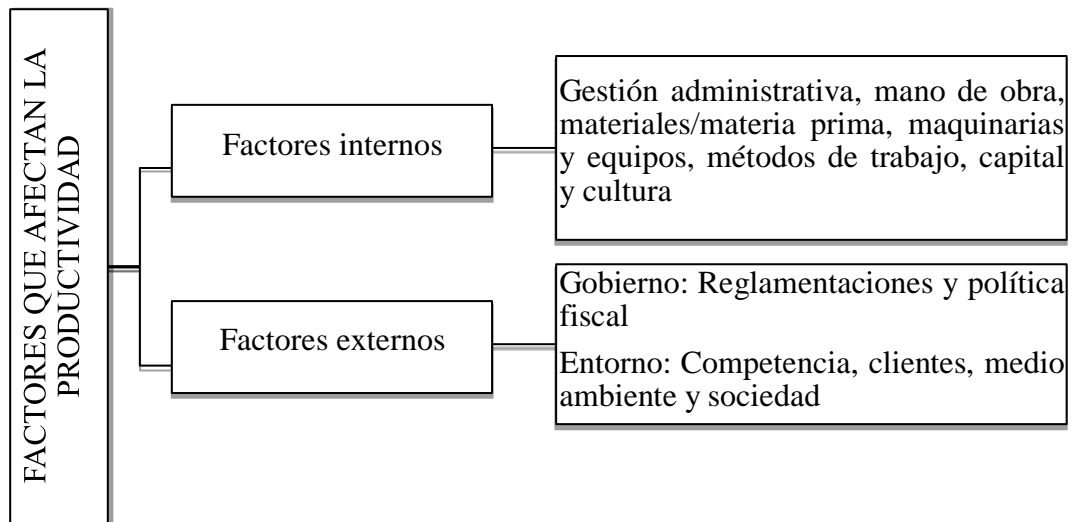 FACTORES QUE AFECTAN LA
PRODUCTIVIDAD
Factores internos
Gestión administrativa, mano de obra,
materiales/materia prima, maquinarias
y equipos, métodos de trabajo, capital
y cultura
Factores externos
Gobierno: Reglamentaciones y política
fiscal
Entorno: Competencia, clientes, medio
ambiente y sociedad